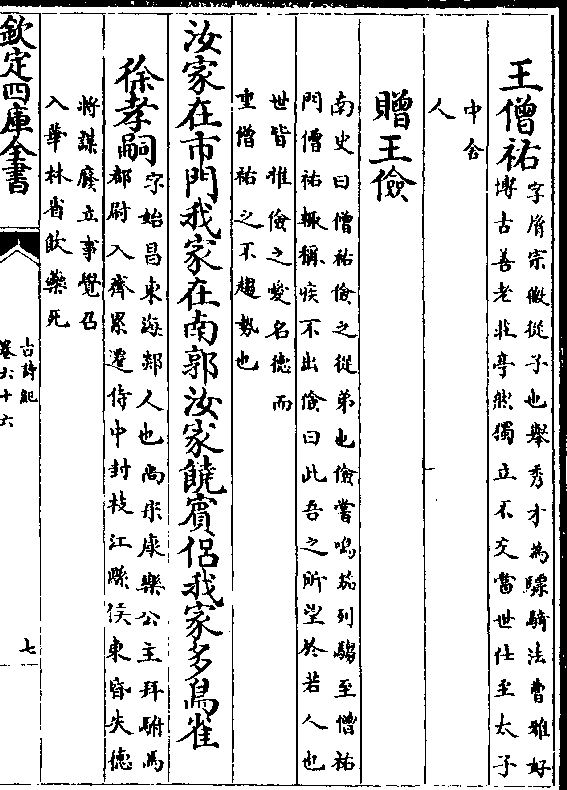 王僧祐
字胤宗徽從子也舉秀才為驃騎法曹雅好
博古善老莊亭然獨立不交當世仕至太子
中舍
人
贈王儉
南史曰僧祐儉之從弟也儉嘗鳴笳列騶至僧祐
門僧祐輒稱疾不出儉曰此吾之所望於若人也
世皆推儉之愛名德而
重僧祐之不趨勢也
汝家在市門我家在南郭汝家饒賓侶我家多鳥雀
徐孝嗣
字始昌東海郯人也尚宋康樂公主拜駙馬
都尉入齊累遷侍中封枝江縣侯東昏失德
將謀廢立事覺召
入華林省飲藥死
欽定四庫全書
古詩紀
卷六十六
七